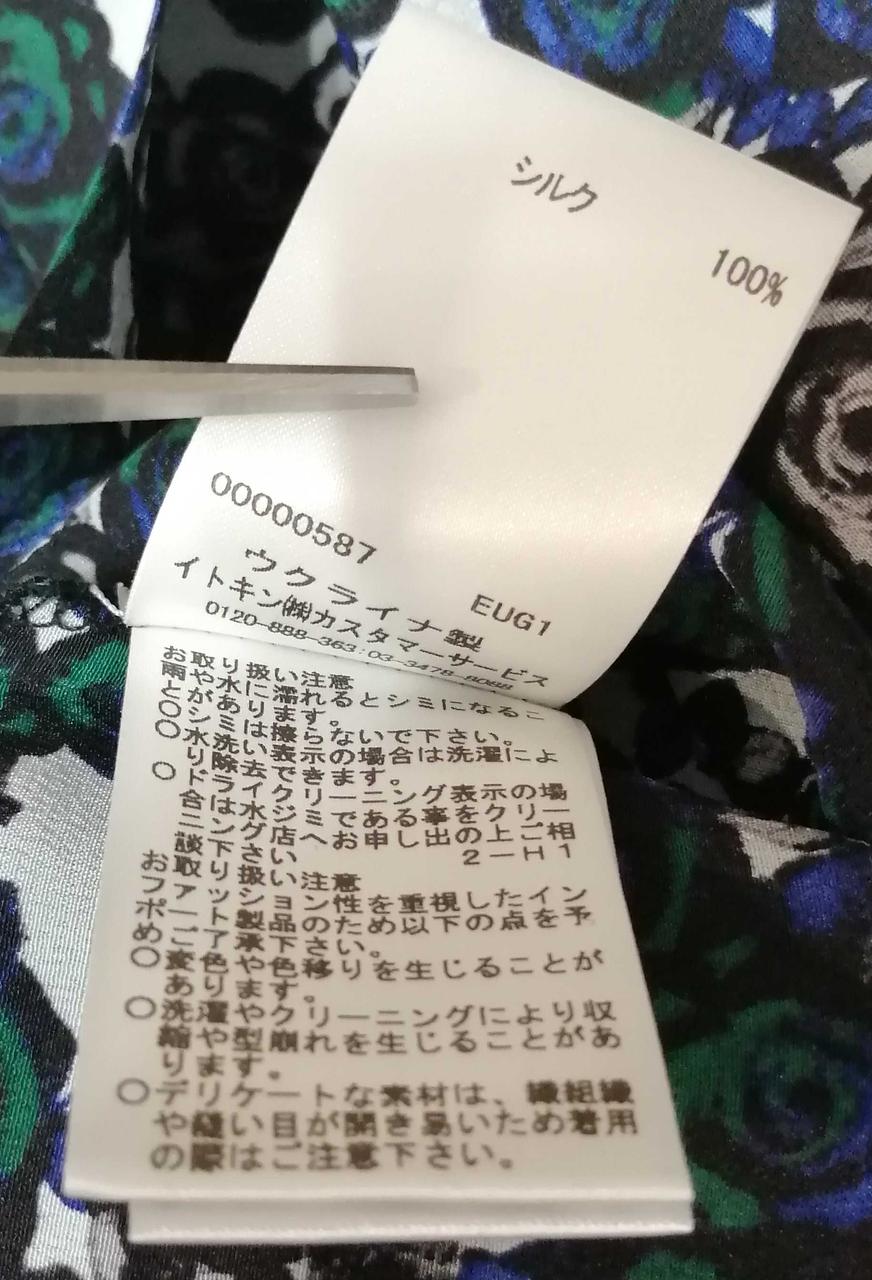 シルク
100%
00000587
EUG1
ウクライナ製
イトキン㈱カスタマーサービス
0120-888-363:03-3478-8088
お取り扱い注意
雨や水に濡れるとシミになるこ
とがあります。
○シミは擦らないで下さい。
○水洗い表示の場合は洗濯によ
り除去できます。
○ドライクリーニング表示の場
合は水ジミである事をクリー
ニング店へお申し出の上ご相
談下さい
2-H1
お取り扱い注意
ファッション性を重視したイン
ポート製品のため以下の点を予
めご了承下さい。
○変色や色移りを生じることが
あります。
○洗濯やクリーニングにより収
縮や型崩れを生じることがあ
ります。
○デリケートな素材は、繊組織
や縫い目が開き易いため着用
の際はご注意下さい。